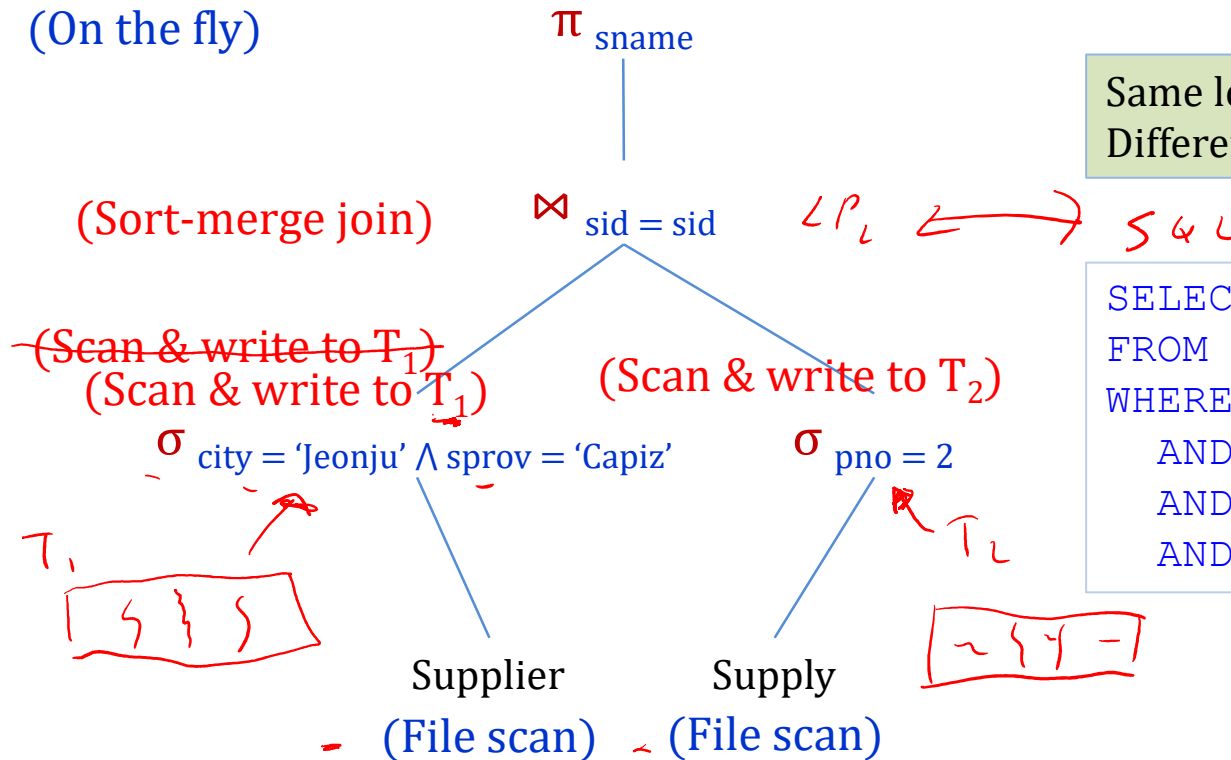 (On the fly)
π sname
Same
Differe
(Sort-merge join)
⋈ sid = sid
SQL
(Scan & write to T₁)
(Scan & write to T₁)
(Scan & write to T₂)
SELEC
FROM
WHERE
AND
AND
AND
σ city = ‘Jeonju’ Λ sprov = ‘Capiz’
σ pno = 2
T₁
T₂
Supplier
(File scan)
Supply
(File scan)